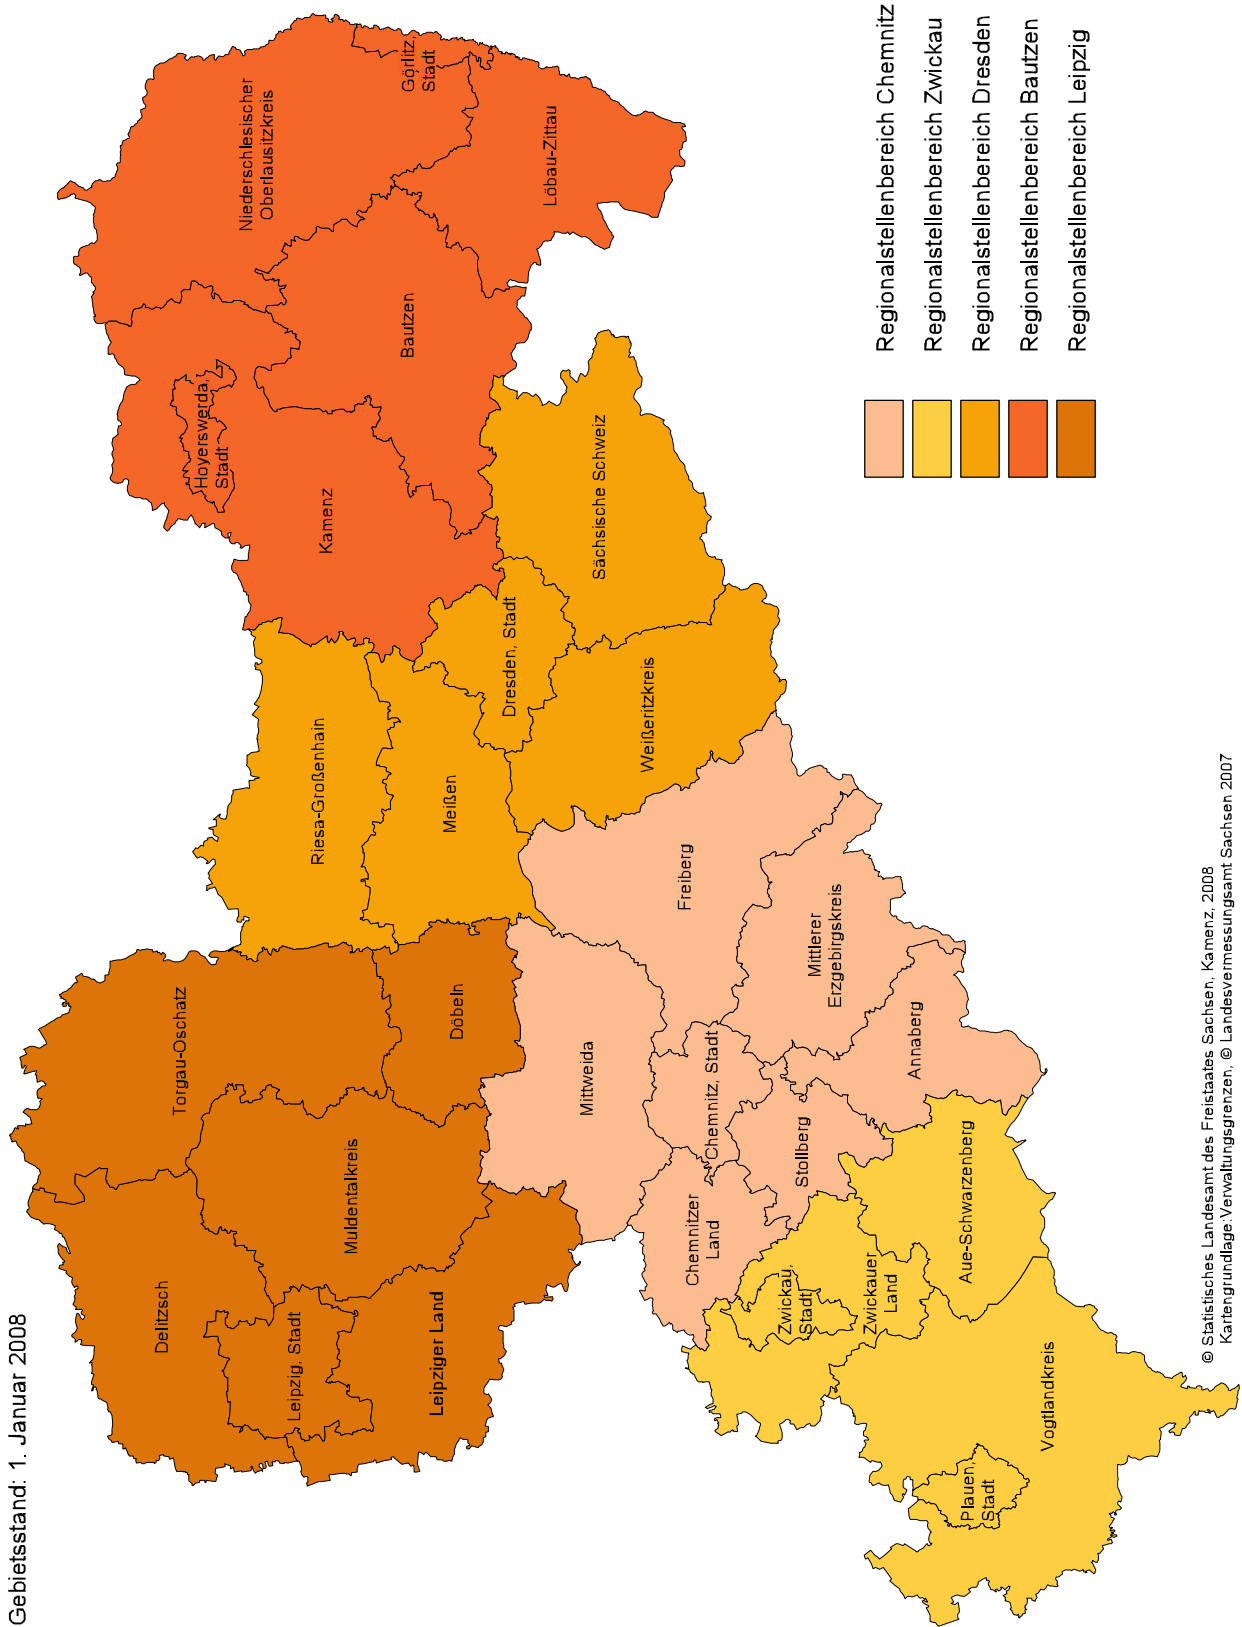 Gebietsstand: 1. Januar 2008
Delitzsch
Torgau-Oschatz
Leipzig, Stadt
Muldentalkreis
Leipziger Land
Döbeln
Riesa-Großenhain
Meißen
Dresden, Stadt
Weißeritzkreis
Sächsische Schweiz
Kamenz
Hoyerswerda,
Stadt
Bautzen
Niederschlesischer
Oberlausitzkreis
Görlitz,
Stadt
Löbau-Zittau
Mittweida
Freiberg
Chemnitzer
Land
Chemnitz, Stadt
Stollberg
Mittlerer
Erzgebirgskreis
Annaberg
Zwickau,
Stadt
Zwickauer
Land
Aue-Schwarzenberg
Vogtlandkreis
Plauen,
Stadt
Regionalstellenbereich Chemnitz
Regionalstellenbereich Zwickau
Regionalstellenbereich Dresden
Regionalstellenbereich Bautzen
Regionalstellenbereich Leipzig
© Statistisches Landesamt des Freistaates Sachsen, Kamenz, 2008
Kartengrundlage:Verwaltungsgrenzen, © Landesvermessungsamt Sachsen 2007